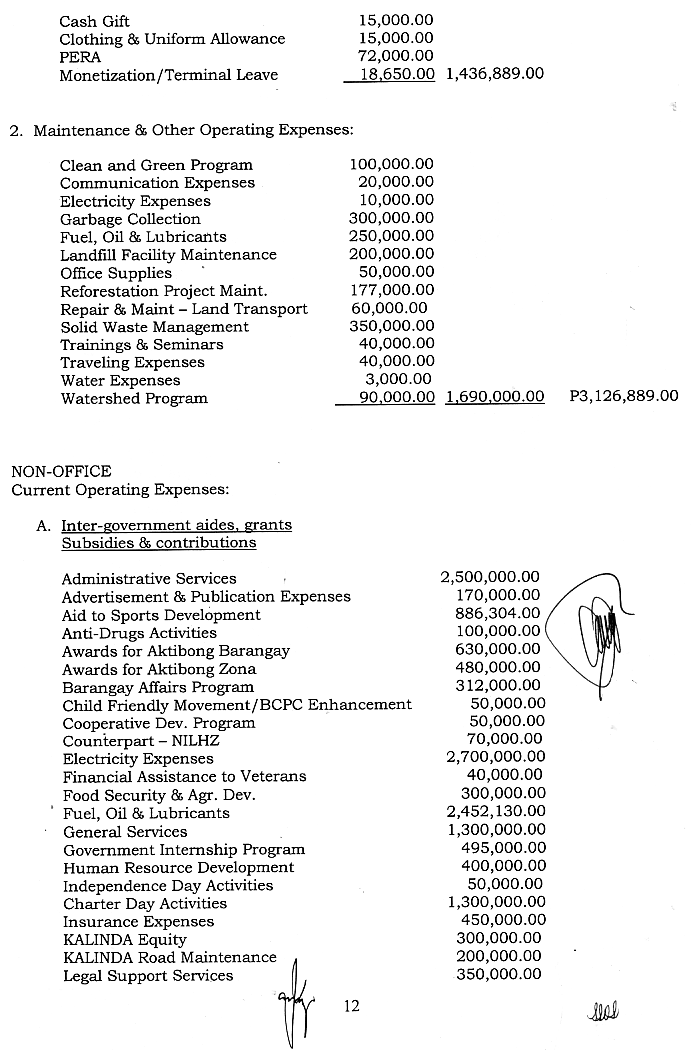 Cash Gift 15,000.00
Clothing & Uniform Allowance 15,000.00
PERA 72,000.00
Monetization/Terminal Leave 18,650.00 1,436,889.00
2. Maintenance & Other Operating Expenses:
Clean and Green Program 100,000.00
Communication Expenses 20,000.00
Electricity Expenses 10,000.00
Garbage Collection 300,000.00
Fuel, Oil & Lubricants 250,000.00
Landfill Facility Maintenance 200,000.00
Office Supplies 50,000.00
Reforestation Project Maint. 177,000.00
Repair & Maint – Land Transport 60,000.00
Solid Waste Management 350,000.00
Trainings & Seminars 40,000.00
Traveling Expenses 40,000.00
Water Expenses 3,000.00
Watershed Program 90,000.00 1,690,000.00 P3,126,889.00
NON-OFFICE
Current Operating Expenses:
A. Inter-government aides, grants
Subsidies & contributions
Administrative Services 2,500,000.00
Advertisement & Publication Expenses 170,000.00
Aid to Sports Development 886,304.00
Anti-Drugs Activities 100,000.00
Awards for Aktibong Barangay 630,000.00
Awards for Aktibong Zona 480,000.00
Barangay Affairs Program 312,000.00
Child Friendly Movement/BCPC Enhancement 50,000.00
Cooperative Dev. Program 50,000.00
Counterpart – NILHZ 70,000.00
Electricity Expenses 2,700,000.00
Financial Assistance to Veterans 40,000.00
Food Security & Agr. Dev. 300,000.00
Fuel, Oil & Lubricants 2,452,130.00
General Services 1,300,000.00
Government Internship Program 495,000.00
Human Resource Development 400,000.00
Independence Day Activities 50,000.00
Charter Day Activities 1,300,000.00
Insurance Expenses 450,000.00
KALINDA Equity 300,000.00
KALINDA Road Maintenance 200,000.00
Legal Support Services 350,000.00
12